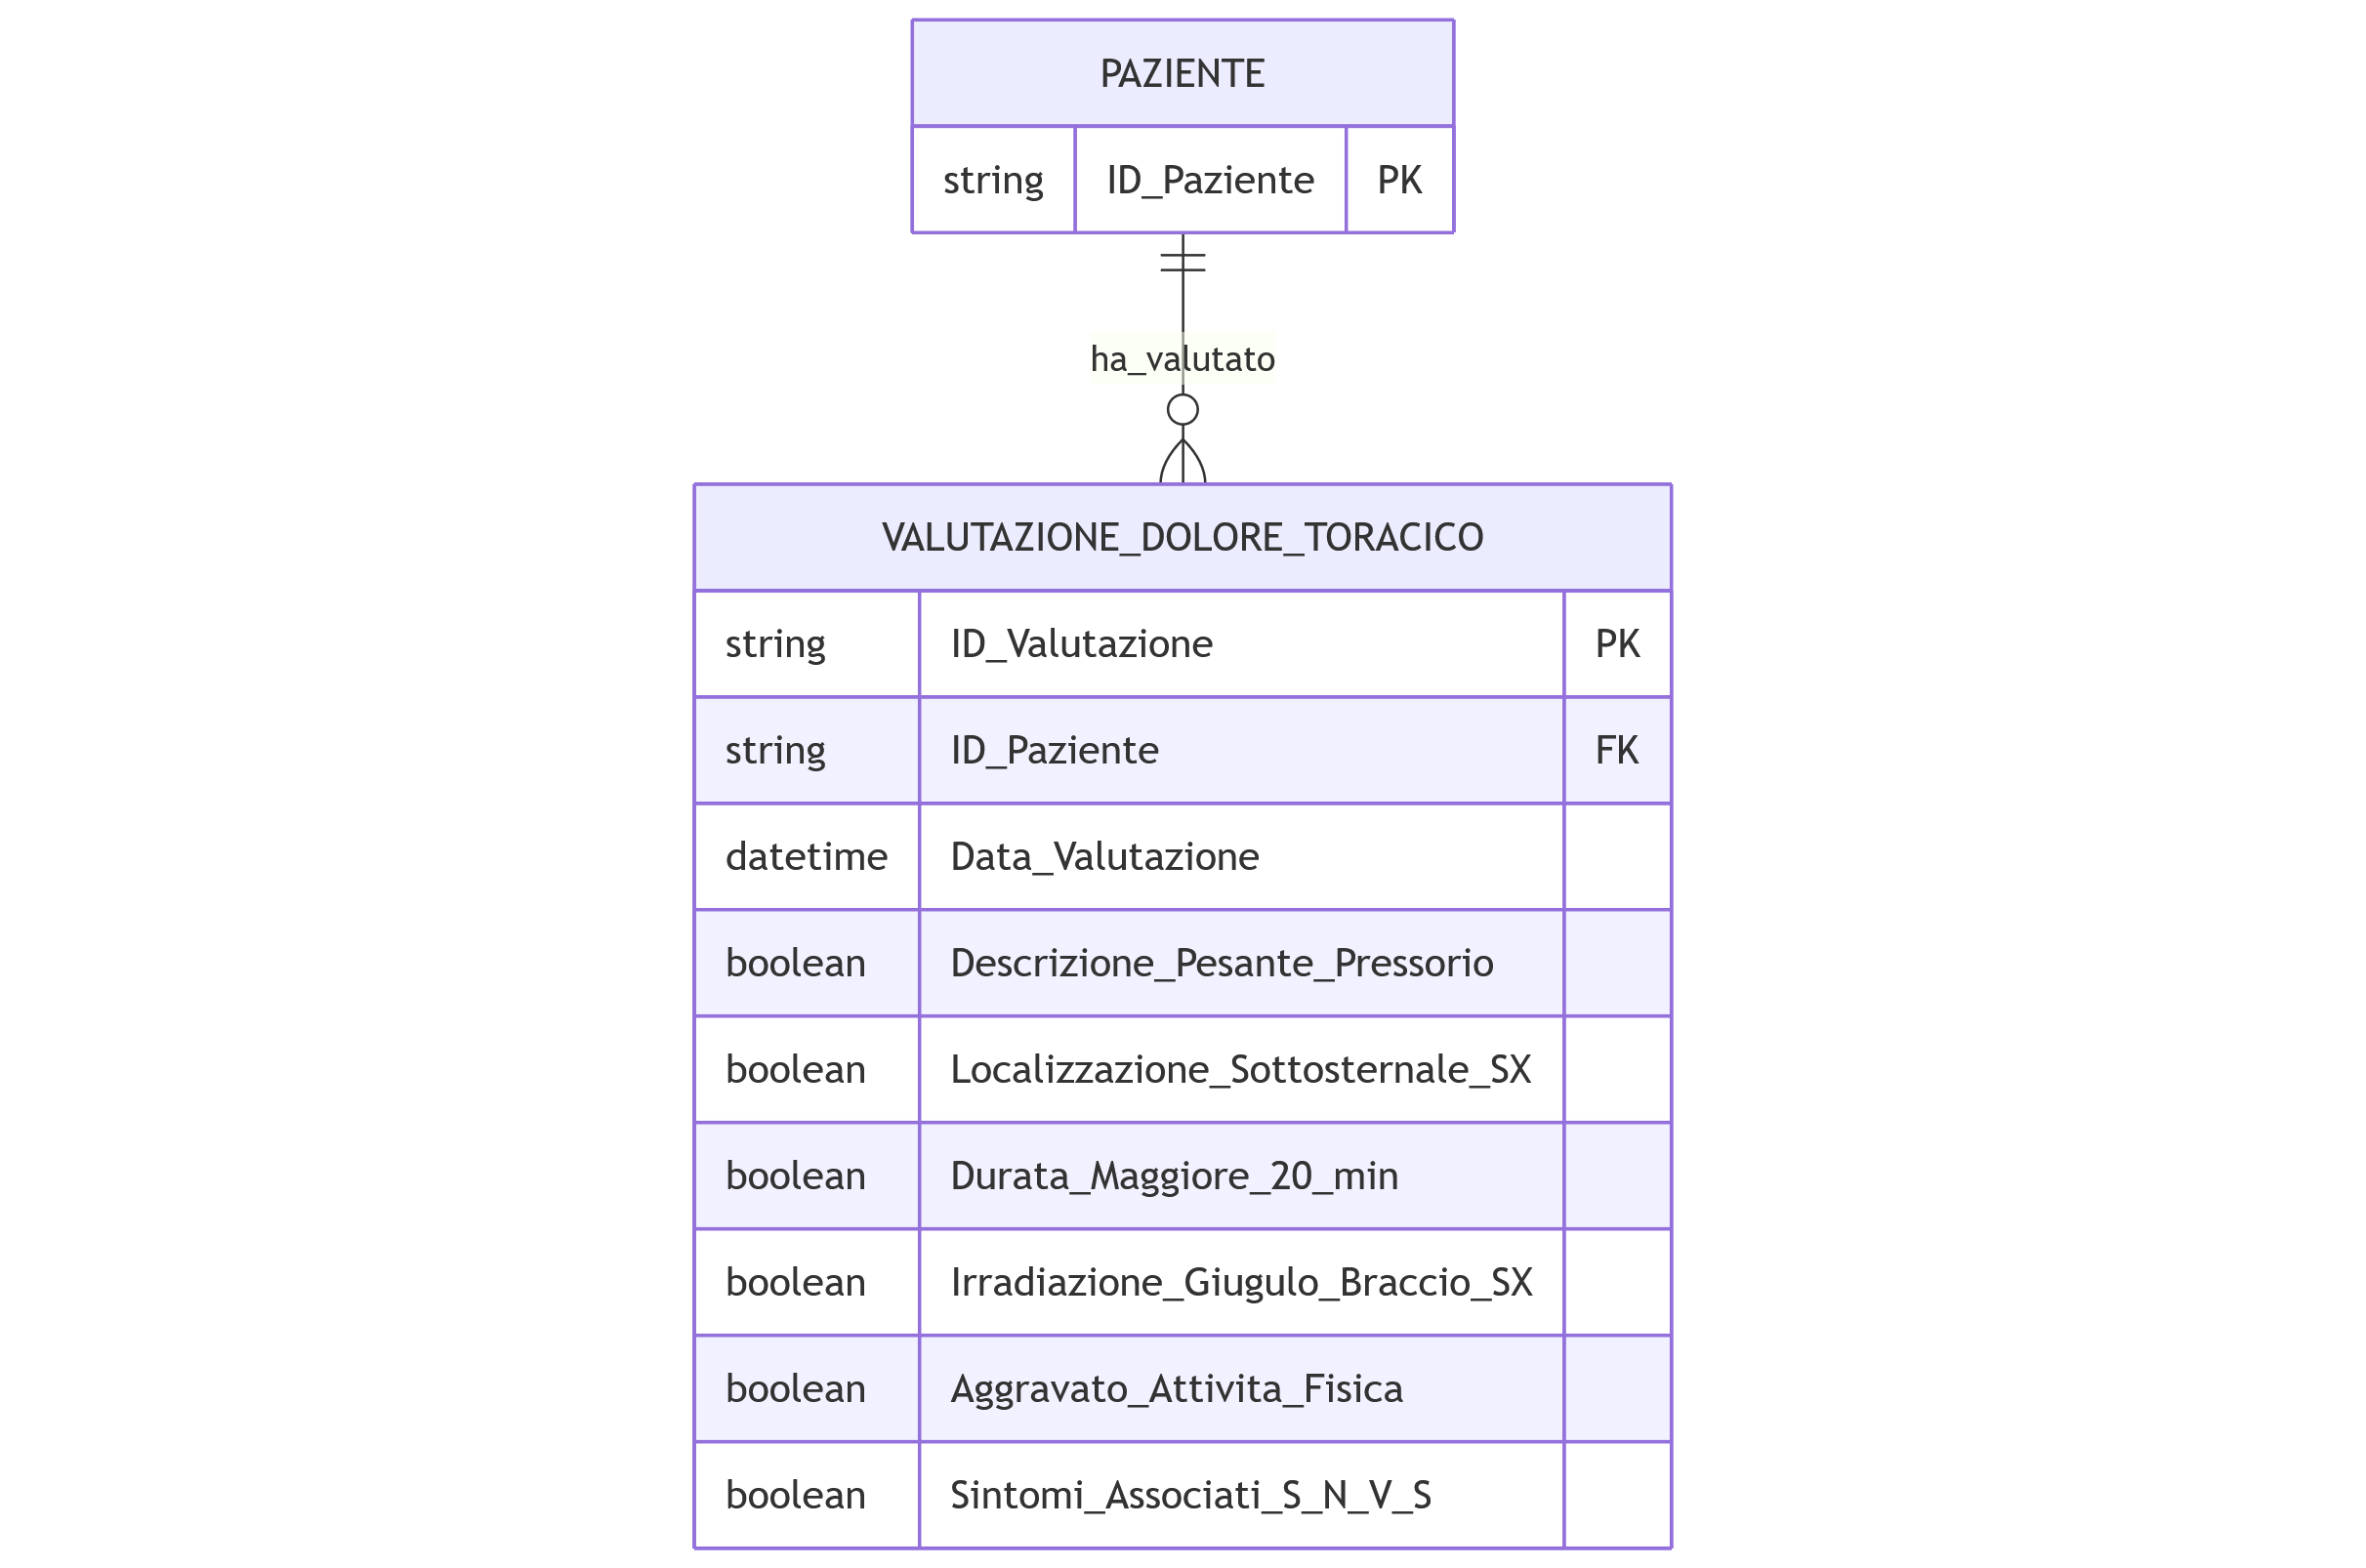 PAZIENTE
string ID_Paziente PK
ha_valutato
VALUTAZIONE_DOLORE_TORACICO
string ID_Valutazione PK
string ID_Paziente FK
datetime Data_Valutazione
boolean Descrizione_Pesante_Pressorio
boolean Localizzazione_Sottosternale_SX
boolean Durata_Maggiore_20_min
boolean Irradiazione_Giugulo_Braccio_SX
boolean Aggravato_Attivita_Fisica
boolean Sintomi_Associati_S_N_V_S